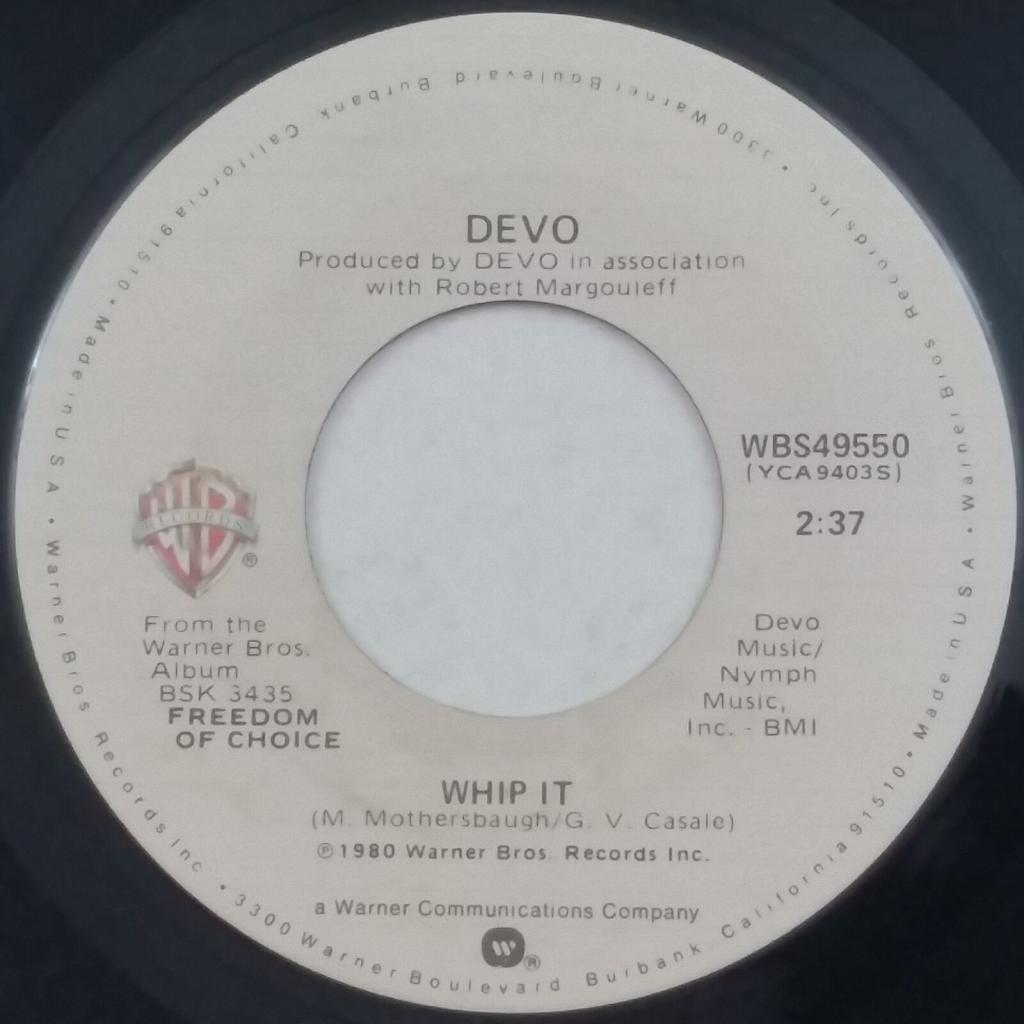 DEVO
Produced by DEVO in association
with Robert Margouleff
WBS49550
(YCA9403S)
2:37
WB
RECORDS
®
From the
Warner Bros.
Album
BSK 3435
FREEDOM
OF CHOICE
Devo
Music/
Nymph
Music,
Inc. - BMI
WHIP IT
(M. Mothersbaugh/G. V. Casale)
℗1980 Warner Bros. Records Inc.
a Warner Communications Company
W®
Warner Bros Records Inc • 3300 Warner Boulevard Burbank California 91510 • Made in U S A • Warner Bros Records Inc • 3300 Warner Boulevard Burbank California 91510 • Made in U S A •